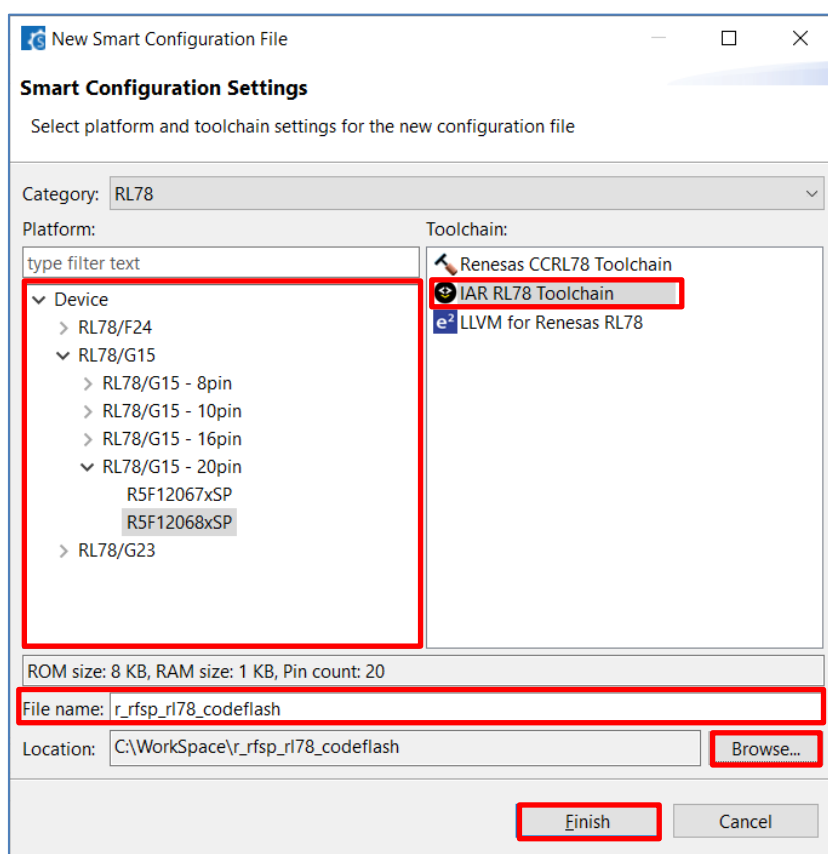 New Smart Configuration File
Smart Configuration Settings
Select platform and toolchain settings for the new configuration file
Category: RL78
Platform:
Toolchain:
type filter text
Device
RL78/F24
RL78/G15
RL78/G15 - 8pin
RL78/G15 - 10pin
RL78/G15 - 16pin
RL78/G15 - 20pin
R5F12067xSP
R5F12068xSP
RL78/G23
Renesas CCRL78 Toolchain
IAR RL78 Toolchain
e² LLVM for Renesas RL78
ROM size: 8 KB, RAM size: 1 KB, Pin count: 20
File name: r_rfsp_rl78_codeflash
Location: C:\WorkSpace\r_rfsp_rl78_codeflash Browse...
Finish Cancel